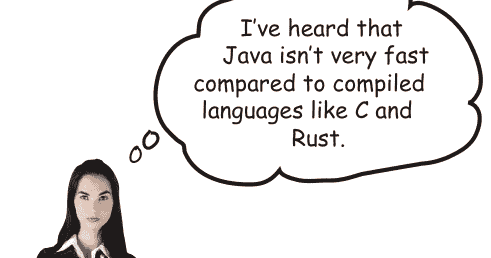 I’ve heard that
Java isn’t very fast
compared to compiled
languages like C and
Rust.